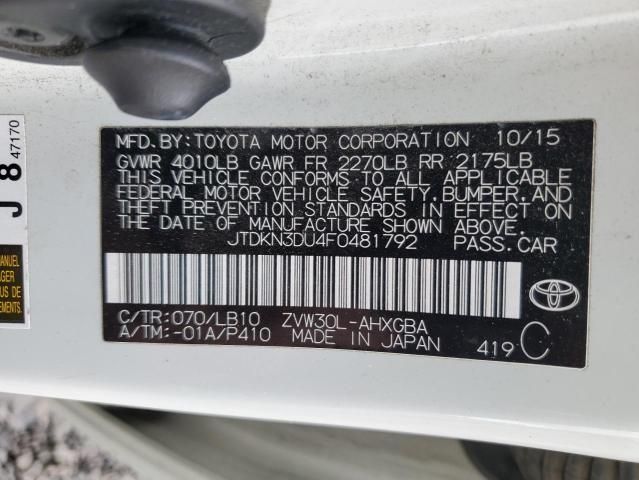 MFD. BY: TOYOTA MOTOR CORPORATION 10/15
GVWR 4010LB GAWR FR 2270LB RR 2175LB
THIS VEHICLE CONFORMS TO ALL APPLICABLE
FEDERAL MOTOR VEHICLE SAFETY, BUMPER, AND
THEFT PREVENTION STANDARDS IN EFFECT ON
THE DATE OF MANUFACTURE SHOWN ABOVE.
JTDKN3DU4F0481792 PASS. CAR
C/TR: 070/LB10 ZVW30L-AHXGBA
A/TM: -01A/P410 MADE IN JAPAN 419 C
J 8 47170
MANUEL